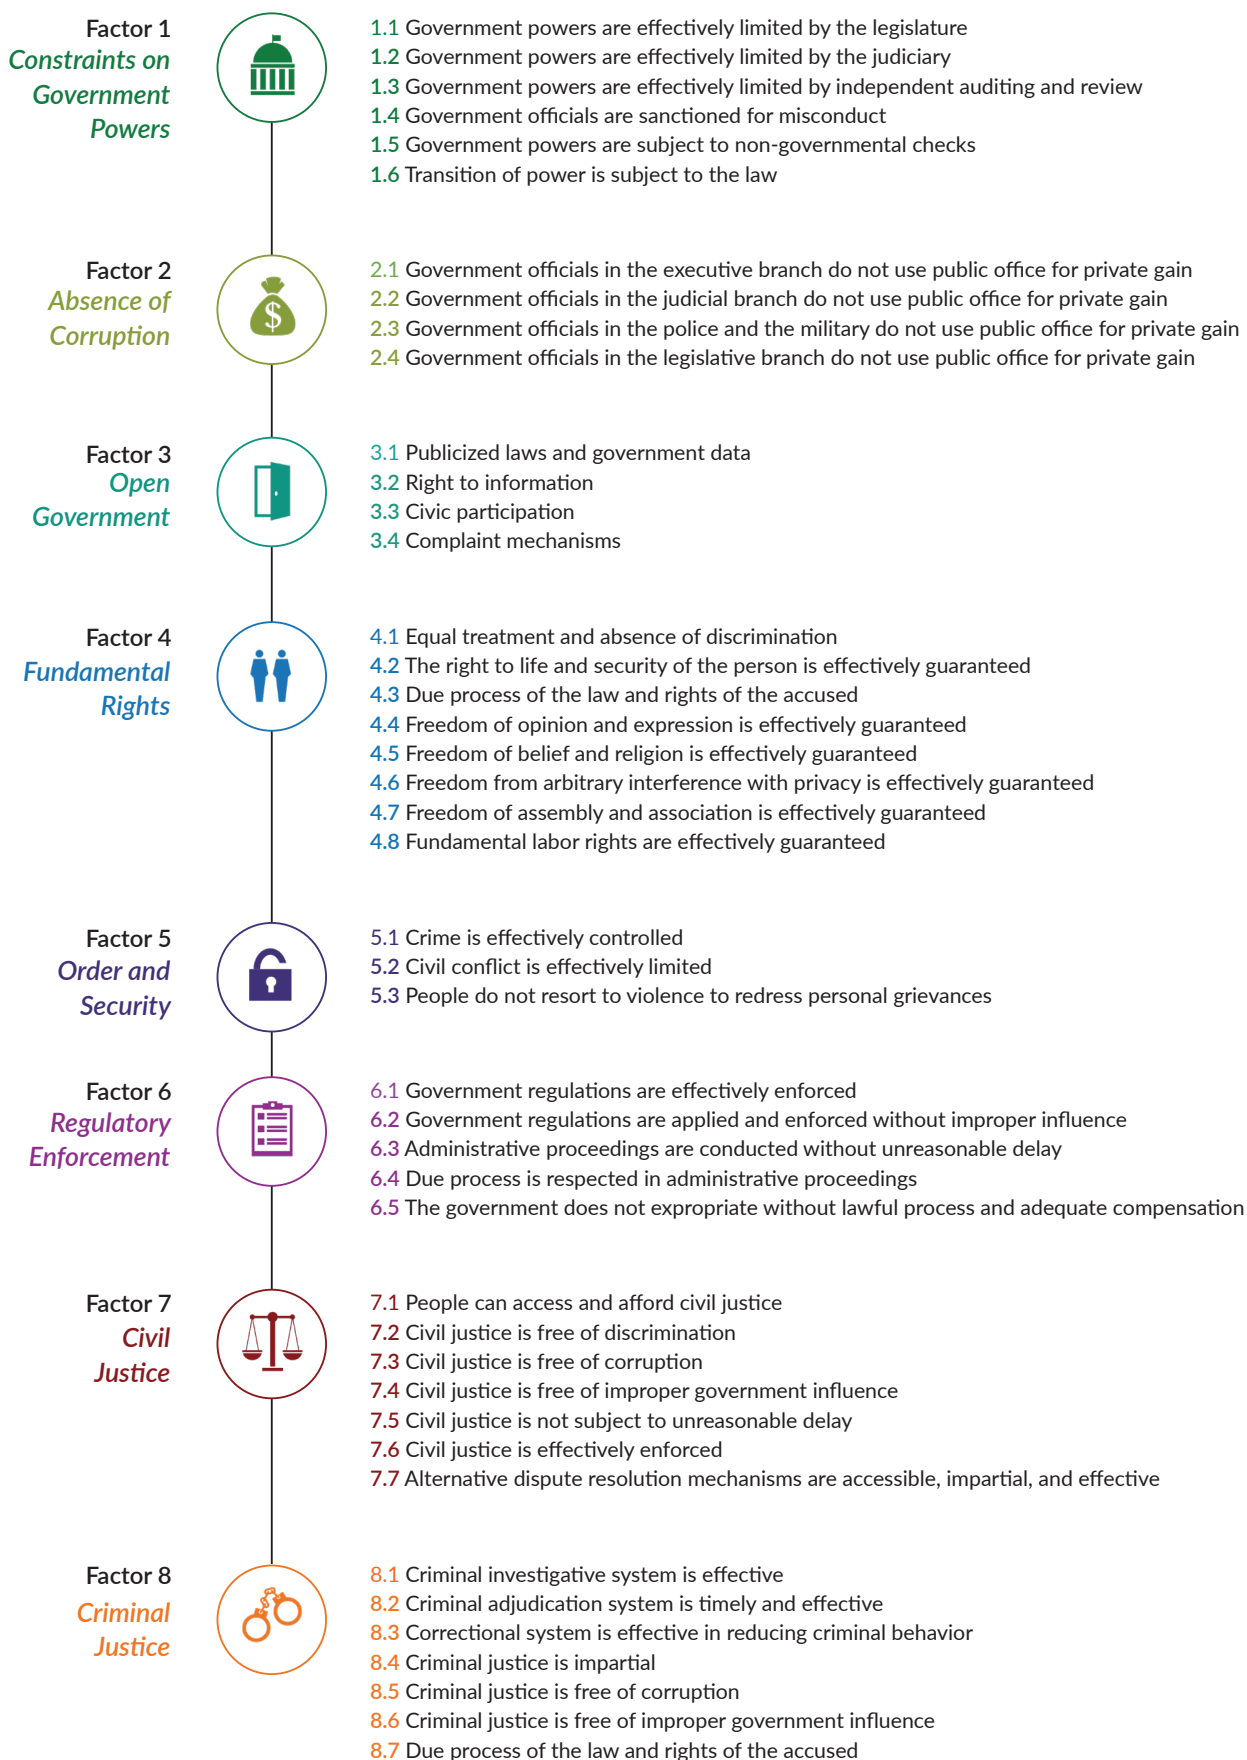 Factor 1
Constraints on
Government
Powers
1.1 Government powers are effectively limited by the legislature
1.2 Government powers are effectively limited by the judiciary
1.3 Government powers are effectively limited by independent auditing and review
1.4 Government officials are sanctioned for misconduct
1.5 Government powers are subject to non-governmental checks
1.6 Transition of power is subject to the law
Factor 2
Absence of
Corruption
$
2.1 Government officials in the executive branch do not use public office for private gain
2.2 Government officials in the judicial branch do not use public office for private gain
2.3 Government officials in the police and the military do not use public office for private gain
2.4 Government officials in the legislative branch do not use public office for private gain
Factor 3
Open
Government
3.1 Publicized laws and government data
3.2 Right to information
3.3 Civic participation
3.4 Complaint mechanisms
Factor 4
Fundamental
Rights
4.1 Equal treatment and absence of discrimination
4.2 The right to life and security of the person is effectively guaranteed
4.3 Due process of the law and rights of the accused
4.4 Freedom of opinion and expression is effectively guaranteed
4.5 Freedom of belief and religion is effectively guaranteed
4.6 Freedom from arbitrary interference with privacy is effectively guaranteed
4.7 Freedom of assembly and association is effectively guaranteed
4.8 Fundamental labor rights are effectively guaranteed
Factor 5
Order and
Security
5.1 Crime is effectively controlled
5.2 Civil conflict is effectively limited
5.3 People do not resort to violence to redress personal grievances
Factor 6
Regulatory
Enforcement
6.1 Government regulations are effectively enforced
6.2 Government regulations are applied and enforced without improper influence
6.3 Administrative proceedings are conducted without unreasonable delay
6.4 Due process is respected in administrative proceedings
6.5 The government does not expropriate without lawful process and adequate compensation
Factor 7
Civil
Justice
7.1 People can access and afford civil justice
7.2 Civil justice is free of discrimination
7.3 Civil justice is free of corruption
7.4 Civil justice is free of improper government influence
7.5 Civil justice is not subject to unreasonable delay
7.6 Civil justice is effectively enforced
7.7 Alternative dispute resolution mechanisms are accessible, impartial, and effective
Factor 8
Criminal
Justice
8.1 Criminal investigative system is effective
8.2 Criminal adjudication system is timely and effective
8.3 Correctional system is effective in reducing criminal behavior
8.4 Criminal justice is impartial
8.5 Criminal justice is free of corruption
8.6 Criminal justice is free of improper government influence
8.7 Due process of the law and rights of the accused